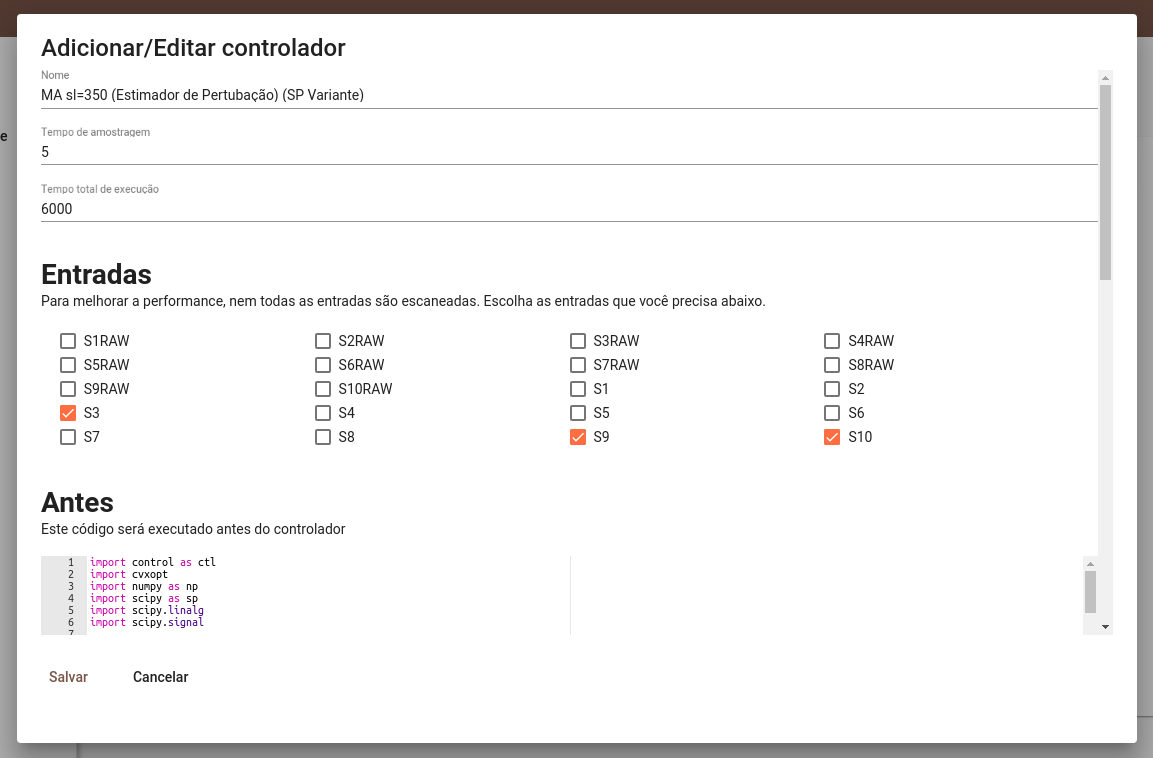 Adicionar/Editar controlador
Nome
MA sl=350 (Estimador de Pertubação) (SP Variante)
e
Tempo de amostragem
5
Tempo total de execução
6000
Entradas
Para melhorar a performance, nem todas as entradas são escaneadas. Escolha as entradas que você precisa abaixo.
S1RAW S2RAW S3RAW S4RAW
S5RAW S6RAW S7RAW S8RAW
S9RAW S10RAW S1 S2
S3 S4 S5 S6
S7 S8 S9 S10
Antes
Este código será executado antes do controlador
1 import control as ctl
2 import cvxopt
3 import numpy as np
4 import scipy as sp
5 import scipy.linalg
6 import scipy.signal
7
Salvar Cancelar